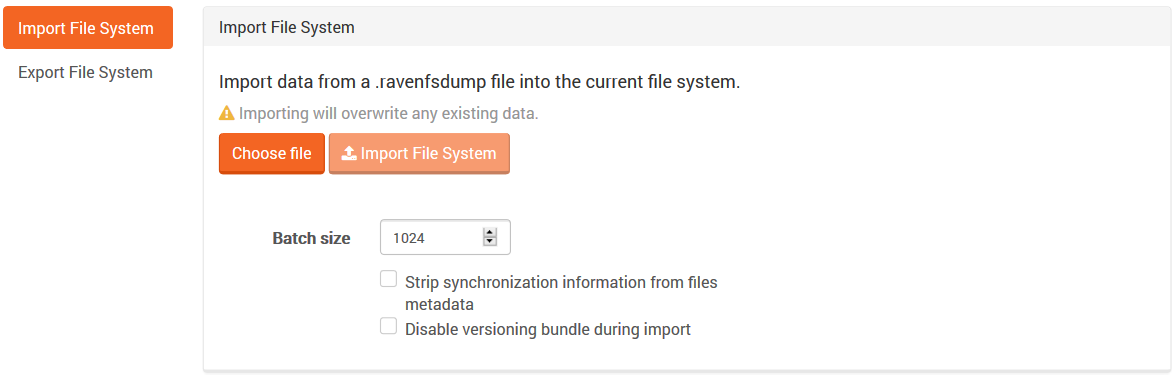 Import File System
Export File System
Import File System
Import data from a .ravenfsdump file into the current file system.
Importing will overwrite any existing data.
Choose file
Import File System
Batch size
1024
Strip synchronization information from files
metadata
Disable versioning bundle during import